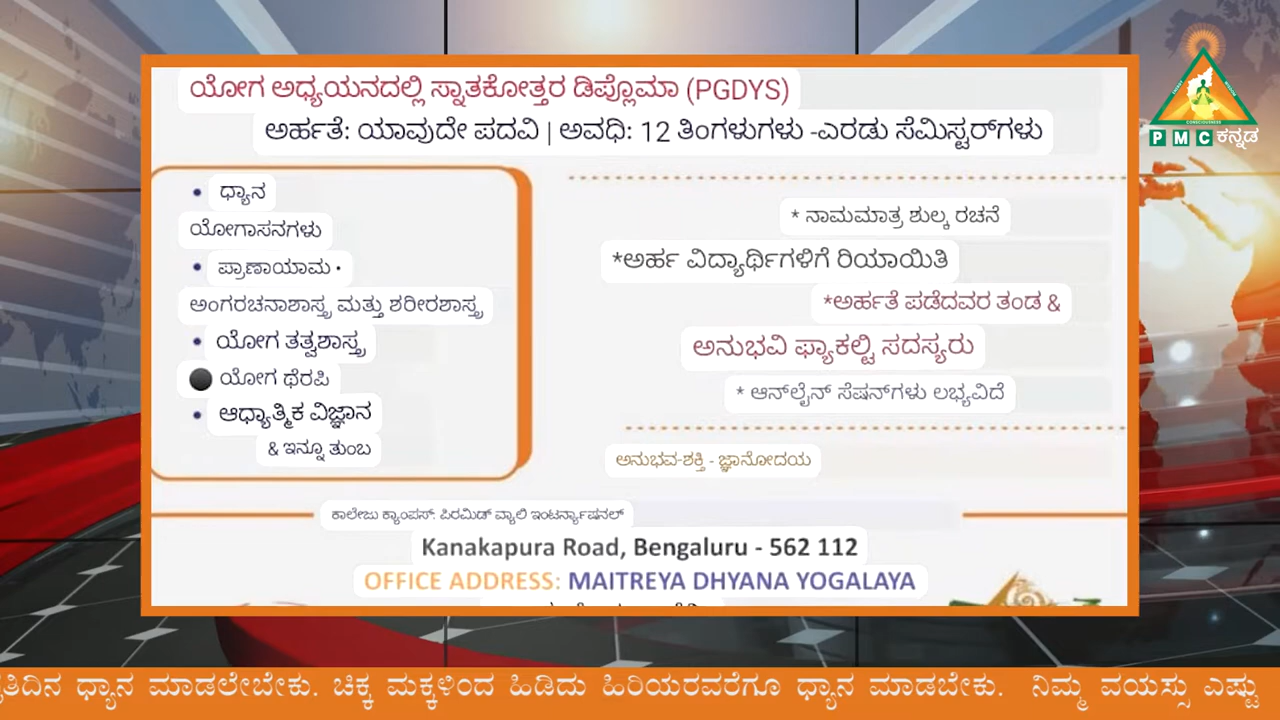 ಯೋಗ ಅಧ್ಯಯನದಲ್ಲಿ ಸ್ನಾತಕೋತ್ತರ ಡಿಪ್ಲೊಮಾ (PGDYS)
ಅರ್ಹತೆ: ಯಾವುದೇ ಪದವಿ | ಅವಧಿ: 12 ತಿಂಗಳುಗಳು -ಎರಡು ಸೆಮಿಸ್ಟರ್‌ಗಳು
• ಧ್ಯಾನ
ಯೋಗಾಸನಗಳು
• ಪ್ರಾಣಾಯಾಮ •
ಅಂಗರಚನಾಶಾಸ್ತ್ರ ಮತ್ತು ಶರೀರಶಾಸ್ತ್ರ
• ಯೋಗ ತತ್ವಶಾಸ್ತ್ರ
● ಯೋಗ ಥೆರಪಿ
• ಆಧ್ಯಾತ್ಮಿಕ ವಿಜ್ಞಾನ
& ಇನ್ನೂ ತುಂಬ
* ನಾಮಮಾತ್ರ ಶುಲ್ಕ ರಚನೆ
*ಅರ್ಹ ವಿದ್ಯಾರ್ಥಿಗಳಿಗೆ ರಿಯಾಯಿತಿ
*ಅರ್ಹತೆ ಪಡೆದವರ ತಂಡ &
ಅನುಭವಿ ಫ್ಯಾಕಲ್ಟಿ ಸದಸ್ಯರು
* ಆನ್‌ಲೈನ್ ಸೆಷನ್‌ಗಳು ಲಭ್ಯವಿದೆ
ಅನುಭವ-ಶಕ್ತಿ - ಜ್ಞಾನೋದಯ
ಕಾಲೇಜು ಕ್ಯಾಂಪಸ್: ಪಿರಮಿಡ್ ವ್ಯಾಲಿ ಇಂಟರ್ನ್ಯಾಷನಲ್
Kanakapura Road, Bengaluru - 562 112
OFFICE ADDRESS: MAITREYA DHYANA YOGALAYA
CONSCIOUSNESS
PMC ಕನ್ನಡ
ಧ್ಯಾನ ಮಾಡಲೇಬೇಕು. ಚಿಕ್ಕ ಮಕ್ಕಳಿಂದ ಹಿಡಿದು ಹಿರಿಯರವರೆಗೂ ಧ್ಯಾನ ಮಾಡಬೇಕು. ನಿಮ್ಮ ವಯಸ್ಸು ಎಷ್ಟು